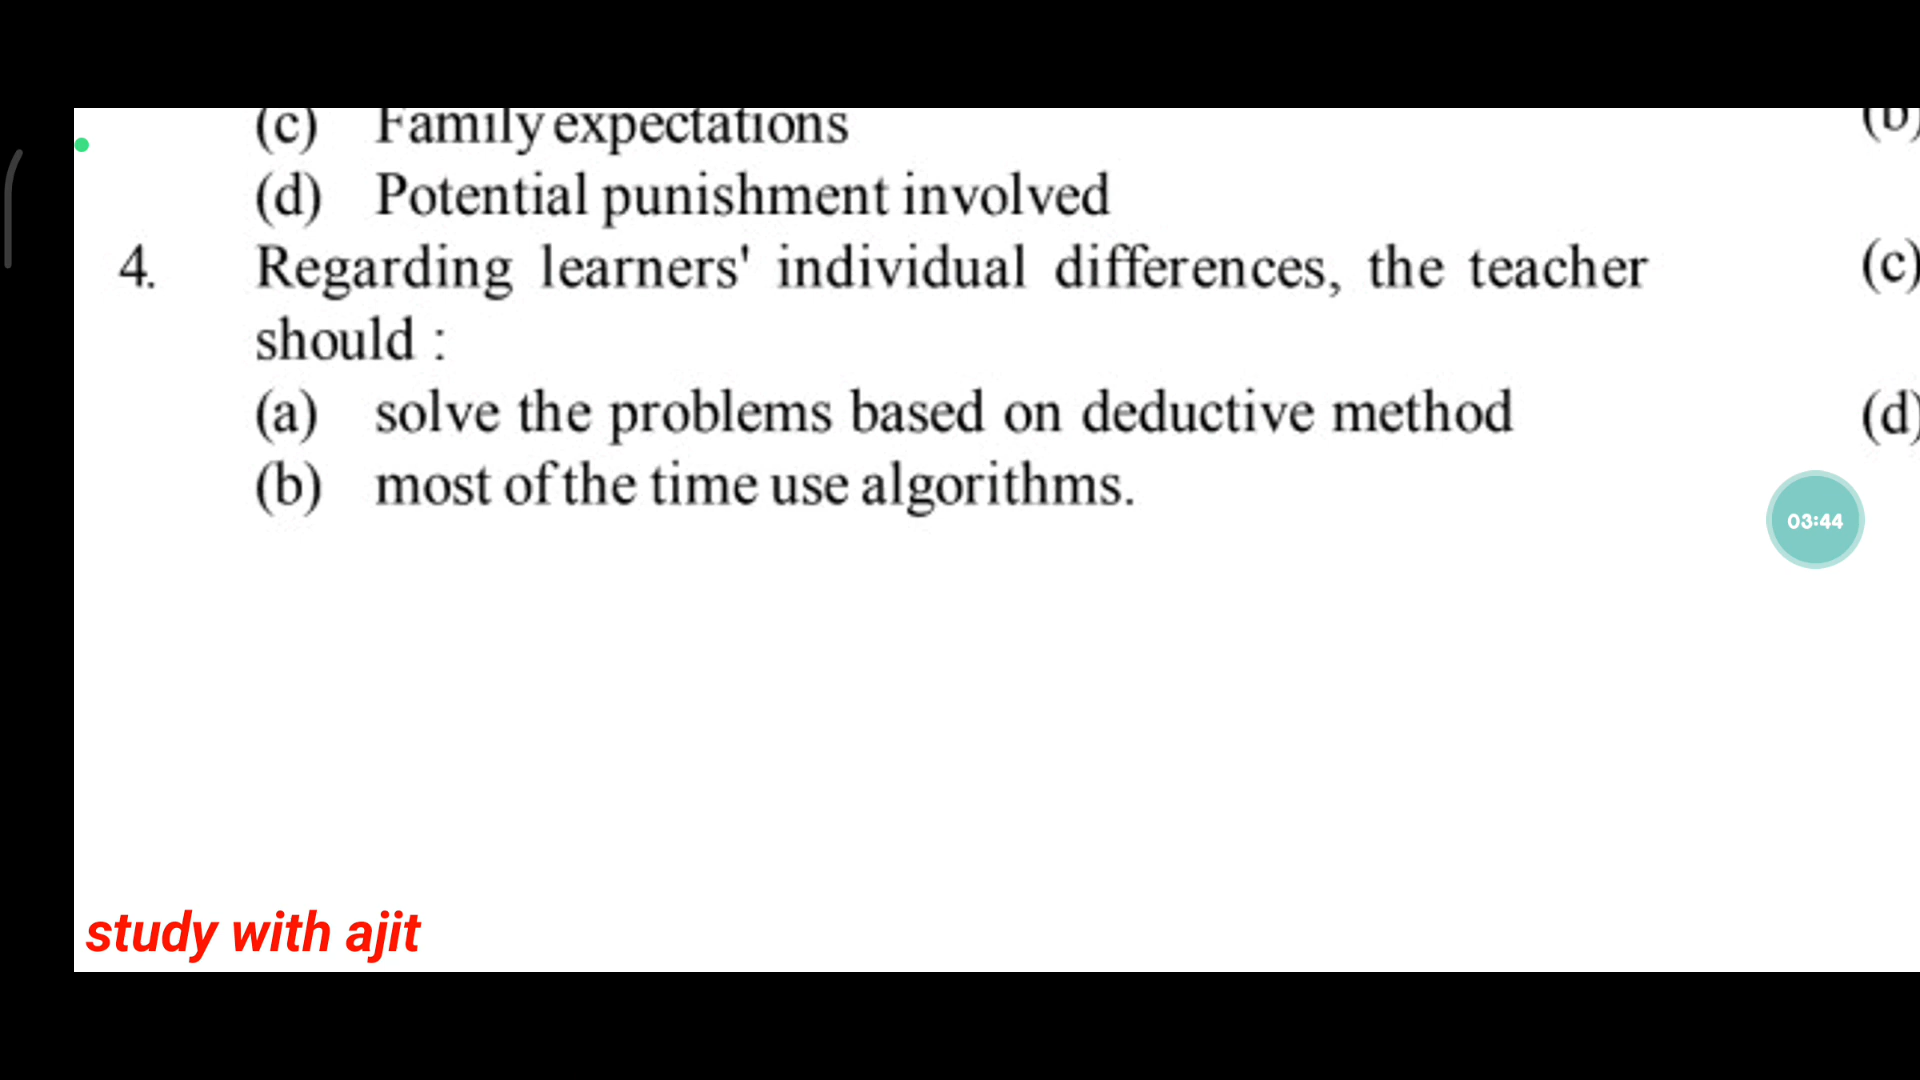 (c) Family expectations
(d) Potential punishment involved
4. Regarding learners' individual differences, the teacher
should :
(a) solve the problems based on deductive method
(b) most of the time use algorithms.
(b)
(c)
(d)
03:44
study with ajit